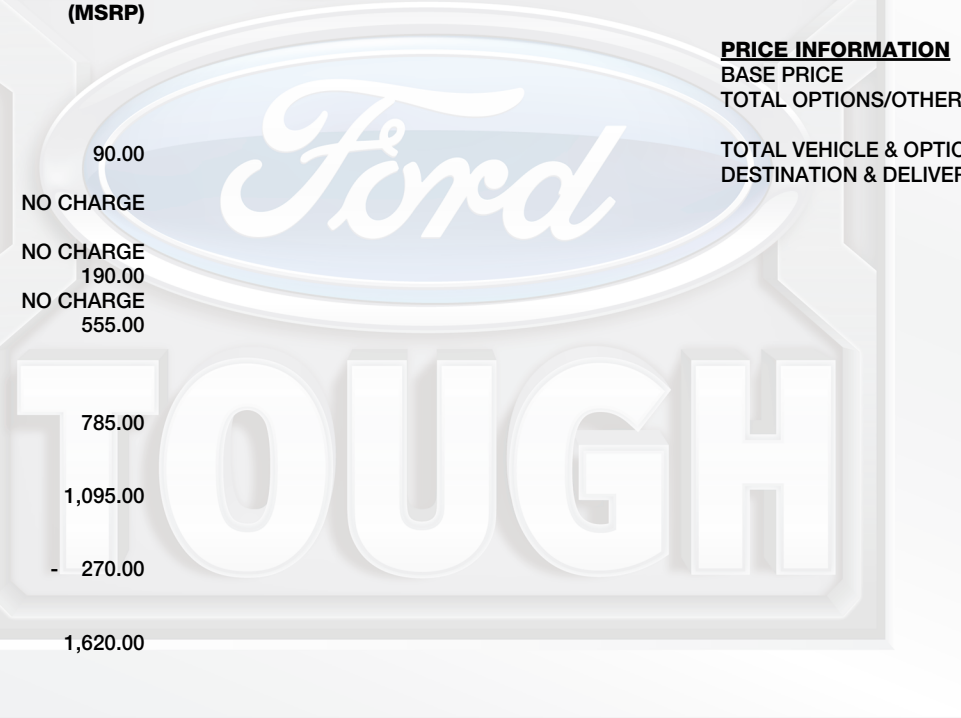 (MSRP)
90.00
NO CHARGE
NO CHARGE
190.00
NO CHARGE
555.00
785.00
1,095.00
- 270.00
1,620.00
PRICE INFORMATION
BASE PRICE
TOTAL OPTIONS/OTHER
TOTAL VEHICLE & OPTIO
DESTINATION & DELIVER
Ford
TOUGH